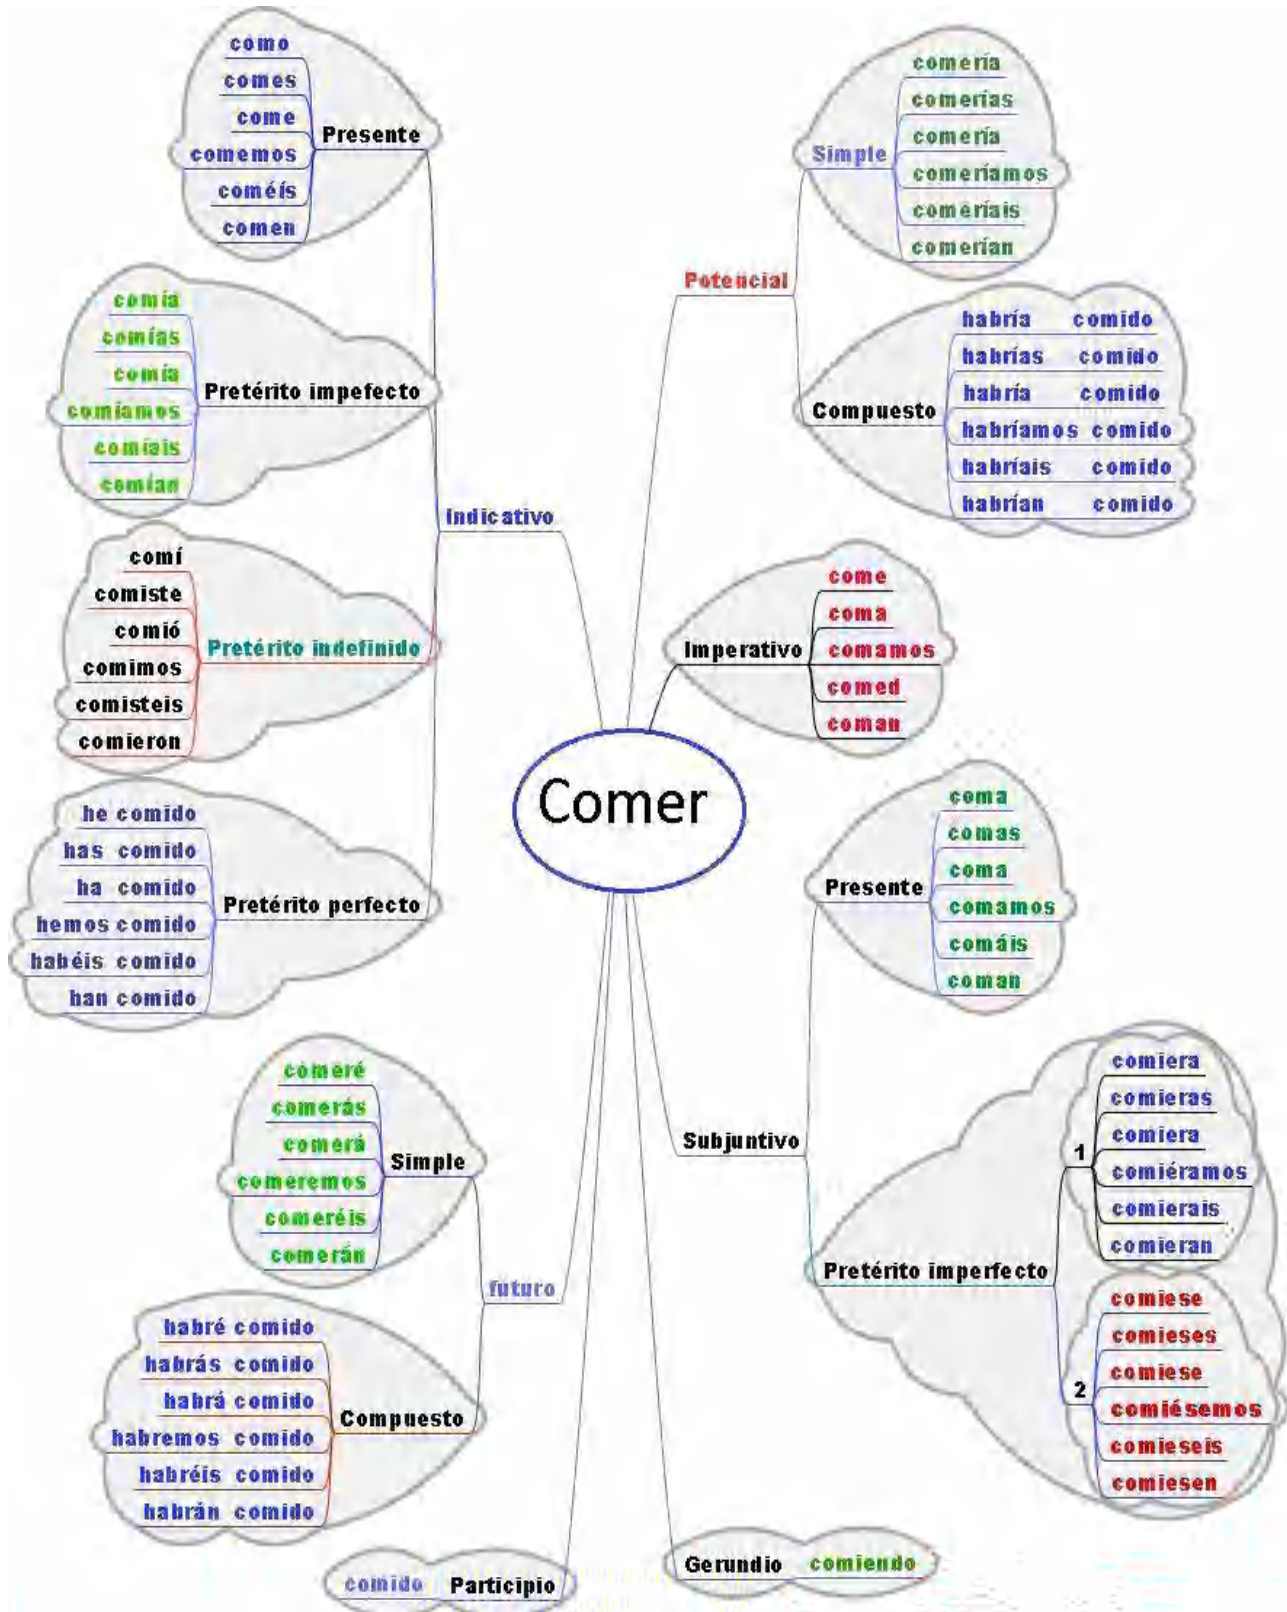 Comer
Indicativo
Presente
como
comes
come
comemos
coméis
comen
Pretérito impefecto
comía
comías
comía
comíamos
comíais
comían
Pretérito indefinido
comí
comiste
comió
comimos
comisteis
comieron
Pretérito perfecto
he comido
has comido
ha comido
hemos comido
habéis comido
han comido
futuro
Simple
comeré
comerás
comerá
comeremos
comeréis
comerán
Compuesto
habré comido
habrás comido
habrá comido
habremos comido
habréis comido
habrán comido
comido Participio
Potencial
Simple
comería
comerías
comería
comeríamos
comeríais
comerían
Compuesto
habría comido
habrías comido
habría comido
habríamos comido
habríais comido
habrían comido
Imperativo
come
coma
comamos
comed
coman
Subjuntivo
Presente
coma
comas
coma
comamos
comáis
coman
Pretérito imperfecto
1
comiera
comieras
comiera
comiéramos
comierais
comieran
2
comiese
comieses
comiese
comiésemos
comieseis
comiesen
Gerundio comiendo